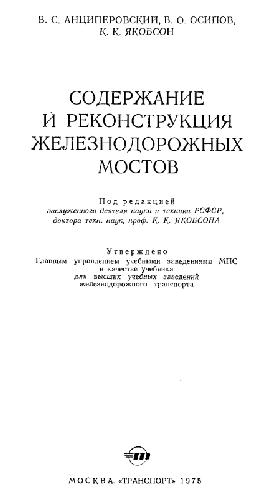 В. С. АНЦИПЕРОВСКИЙ, В. О. ОСИПОВ,
К. К. ЯКОБСОН
СОДЕРЖАНИЕ
И РЕКОНСТРУКЦИЯ
ЖЕЛЕЗНОДОРОЖНЫХ
МОСТОВ
Под редакцией
заслуженного деятеля науки и техники РСФСР,
доктора техн. наук, проф. К. К. ЯКОБСОНА
Утверждено
Главным управлением учебными заведениями МПС
в качестве учебника
для высших учебных заведений
железнодорожного транспорта
МОСКВА «ТРАНСПОРТ» 1975